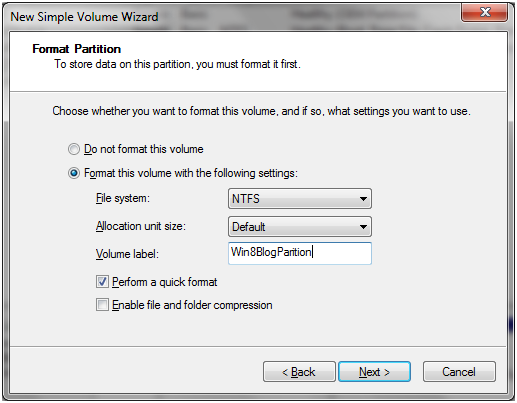 New Simple Volume Wizard
Format Partition
To store data on this partition, you must format it first.
Choose whether you want to format this volume, and if so, what settings you want to use.
Do not format this volume
Format this volume with the following settings:
File system: NTFS
Allocation unit size: Default
Volume label: Win8BlogParition
Perform a quick format
Enable file and folder compression
< Back Next > Cancel